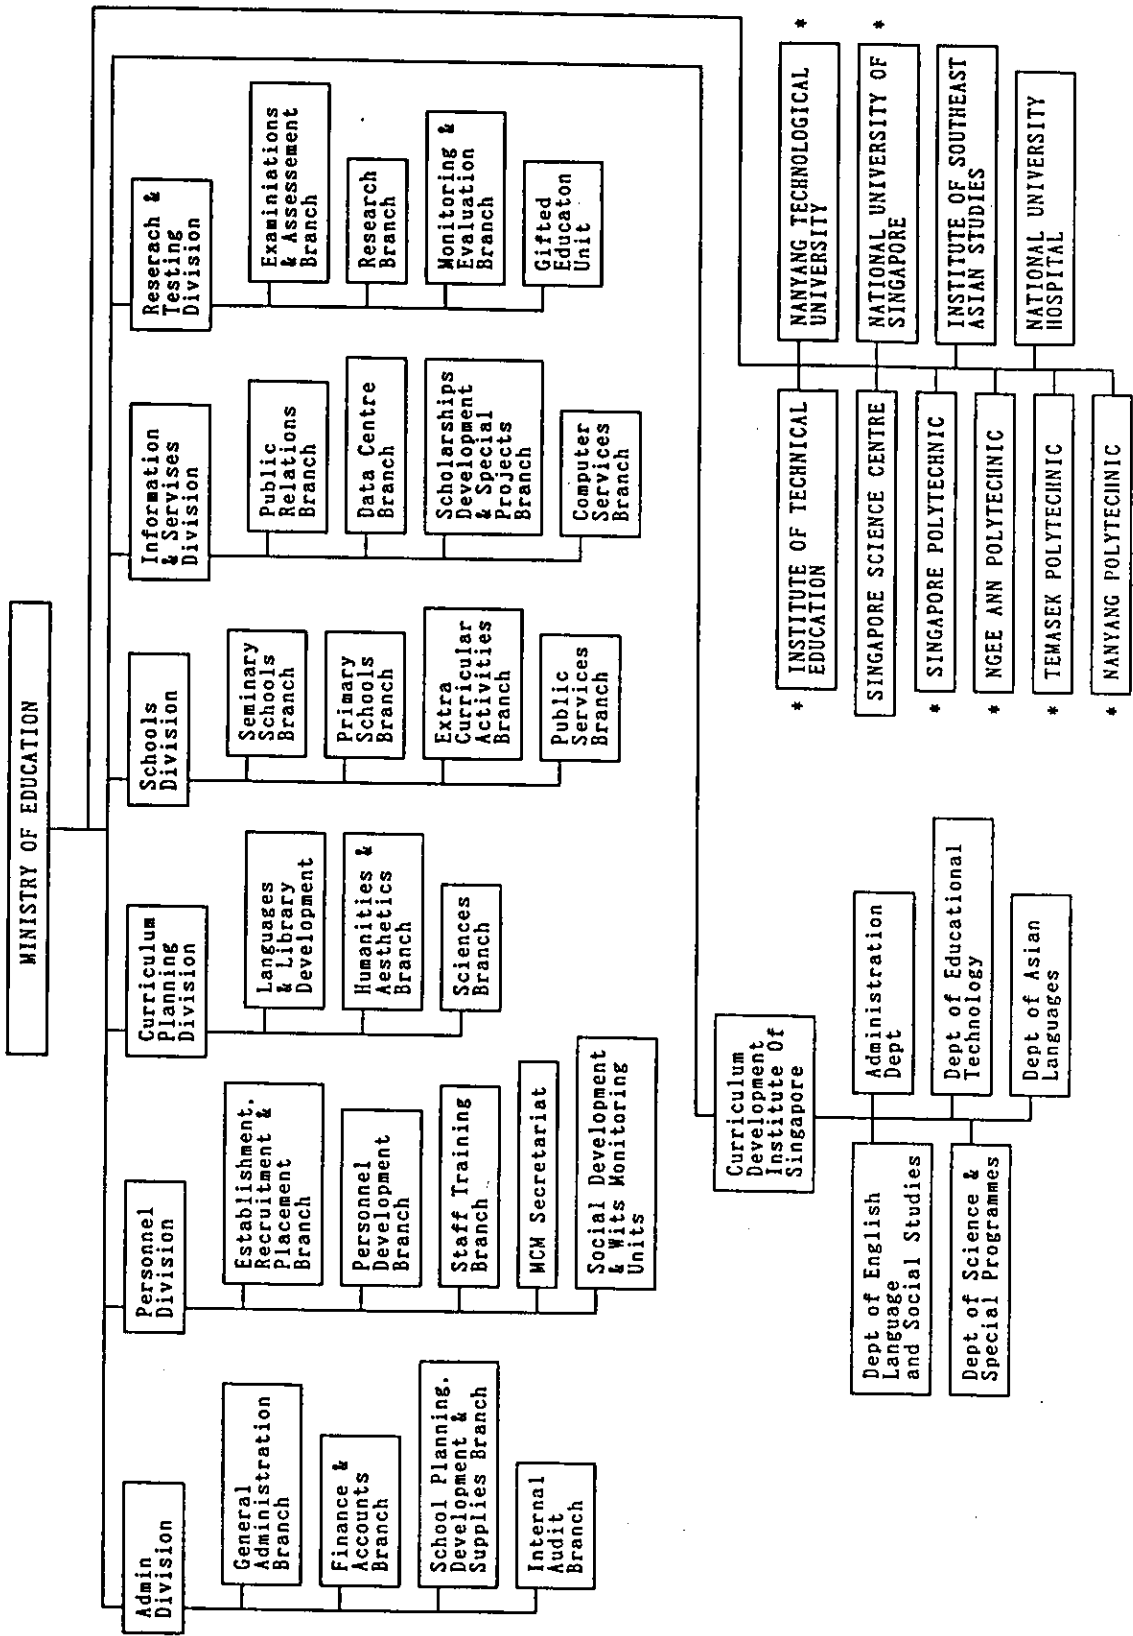 MINISTRY OF EDUCATION
Admin
Division
General
Administration
Branch
Finance &
Accounts
Branch
School Planning,
Development &
Supplies Branch
Internal
Audit
Branch
Personnel
Division
Establishment,
Recruitment &
Placement
Branch
Personnel
Development
Branch
Staff Training
Branch
MCM Secretariat
Social Development
& Wits Monitoring
Units
Curriculum
Planning
Division
Languages
& Library
Development
Humanities &
Aesthetics
Branch
Sciences
Branch
Schools
Division
Seminary
Schools
Branch
Primary
Schools
Branch
Extra
Curricular
Activities
Branch
Public
Services
Branch
Information
& Servises
Division
Public
Relations
Branch
Data Centre
Branch
Scholarships
Development
& Special
Projects
Branch
Computer
Services
Branch
Reserach &
Testing
Division
Examiniations
& Assessement
Branch
Research
Branch
Monitoring &
Evaluation
Branch
Gifted
Educaton
Unit
Curriculum
Development
Institute Of
Singapore
Dept of English
Language
and Social Studies
Administration
Dept
Dept of Science &
Special Programmes
Dept of Educational
Technology
Dept of Asian
Languages
* INSTITUTE OF TECHNICAL
EDUCATION
NANYANG TECHNOLOGICAL *
UNIVERSITY
SINGAPORE SCIENCE CENTRE
NATIONAL UNIVERSITY OF *
SINGAPORE
* SINGAPORE POLYTECHNIC
INSTITUTE OF SOUTHEAST
ASIAN STUDIES
* NGEE ANN POLYTECHNIC
NATIONAL UNIVERSITY
HOSPITAL
* TEMASEK POLYTECHNIC
* NANYANG POLYTECHNIC